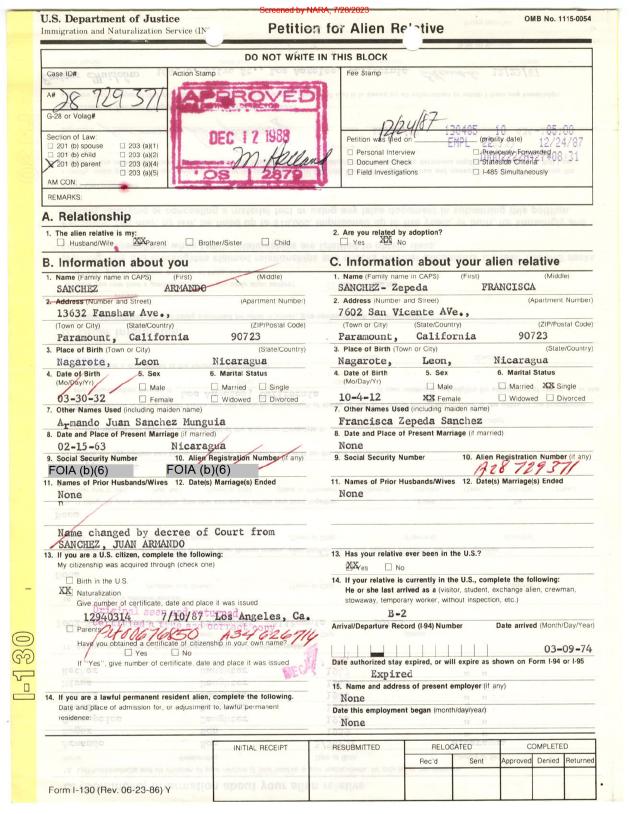 Screened by NARA, 7/28/2023
U.S. Department of Justice
Immigration and Naturalization Service (IN
Petition for Alien Relative
OMB No. 1115-0054
DO NOT WRITE IN THIS BLOCK
Case ID#
Action Stamp
Fee Stamp
A# 28 729 371
G-28 or Volag#
APPROVED
DEC 12 1988
OS 2879
12/24/87
Section of Law:
201 (b) spouse
203 (a)(1)
201 (b) child
203 (a)(2)
X 201 (b) parent
203 (a)(4)
203 (a)(5)
AM CON:
Petition was filed on
(priority date)
EMPL
12/24/87
85.00
Personal Interview
Previously Forwarded
Document Check
Stateside Criteria
Field Investigations
I-485 Simultaneously
REMARKS:
A. Relationship
1. The alien relative is my:
Husband/Wife XX Parent Brother/Sister Child
2. Are you related by adoption?
Yes XX No
B. Information about you
1. Name (Family name in CAPS) (First) (Middle)
SANCHEZ ARMANDO
2. Address (Number and Street) (Apartment Number)
13632 Fanshaw Ave.,
(Town or City) (State/Country) (ZIP/Postal Code)
Paramount, California 90723
3. Place of Birth (Town or City) (State/Country)
Nagarote, Leon Nicaragua
4. Date of Birth (Mo/Day/Yr)
5. Sex
6. Marital Status
Male
Married Single
03-30-32
Female
Widowed Divorced
7. Other Names Used (including maiden name)
Armando Juan Sanchez Munguia
8. Date and Place of Present Marriage (if married)
02-15-63 Nicaragua
9. Social Security Number
10. Alien Registration Number (if any)
FOIA (b)(6) FOIA (b)(6)
11. Names of Prior Husbands/Wives
12. Date(s) Marriage(s) Ended
None
n
Name changed by decree of Court from
SANCHEZ, JUAN ARMANDO
13. If you are a U.S. citizen, complete the following:
My citizenship was acquired through (check one)
Birth in the U.S.
XX Naturalization
Give number of certificate, date and place it was issued
12940314 7/10/87 Los Angeles, Ca.
Parents
A34626714
Have you obtained a certificate of citizenship in your own name?
Yes No
If "Yes", give number of certificate, date and place it was issued
DEC
14. If you are a lawful permanent resident alien, complete the following:
Date and place of admission for, or adjustment to, lawful permanent
residence:
C. Information about your alien relative
1. Name (Family name in CAPS) (First) (Middle)
SANCHEZ- Zepeda FRANCISCA
2. Address (Number and Street) (Apartment Number)
7602 San Vicente AVe.,
(Town or City) (State/Country) (ZIP/Postal Code)
Paramount, California 90723
3. Place of Birth (Town or City) (State/Country)
Nagarote, Leon, Nicaragua
4. Date of Birth (Mo/Day/Yr)
5. Sex
6. Marital Status
Male
Married XX Single
10-4-12
XX Female
Widowed Divorced
7. Other Names Used (including maiden name)
Francisca Zepeda Sanchez
8. Date and Place of Present Marriage (if married)
None
9. Social Security Number
10. Alien Registration Number (if any)
A28 729 371
11. Names of Prior Husbands/Wives
12. Date(s) Marriage(s) Ended
None
13. Has your relative ever been in the U.S.?
XX Yes No
14. If your relative is currently in the U.S., complete the following:
He or she last arrived as a (visitor, student, exchange alien, crewman,
stowaway, temporary worker, without inspection, etc.)
B-2
Arrival/Departure Record (I-94) Number
Date arrived (Month/Day/Year)
03-09-74
Date authorized stay expired, or will expire as shown on Form I-94 or I-95
Expired
15. Name and address of present employer (if any)
None
Date this employment began (month/day/year)
None
I-130
INITIAL RECEIPT
RESUBMITTED
RELOCATED
COMPLETED
Rec'd Sent
Approved Denied Returned
Form I-130 (Rev. 06-23-86) Y